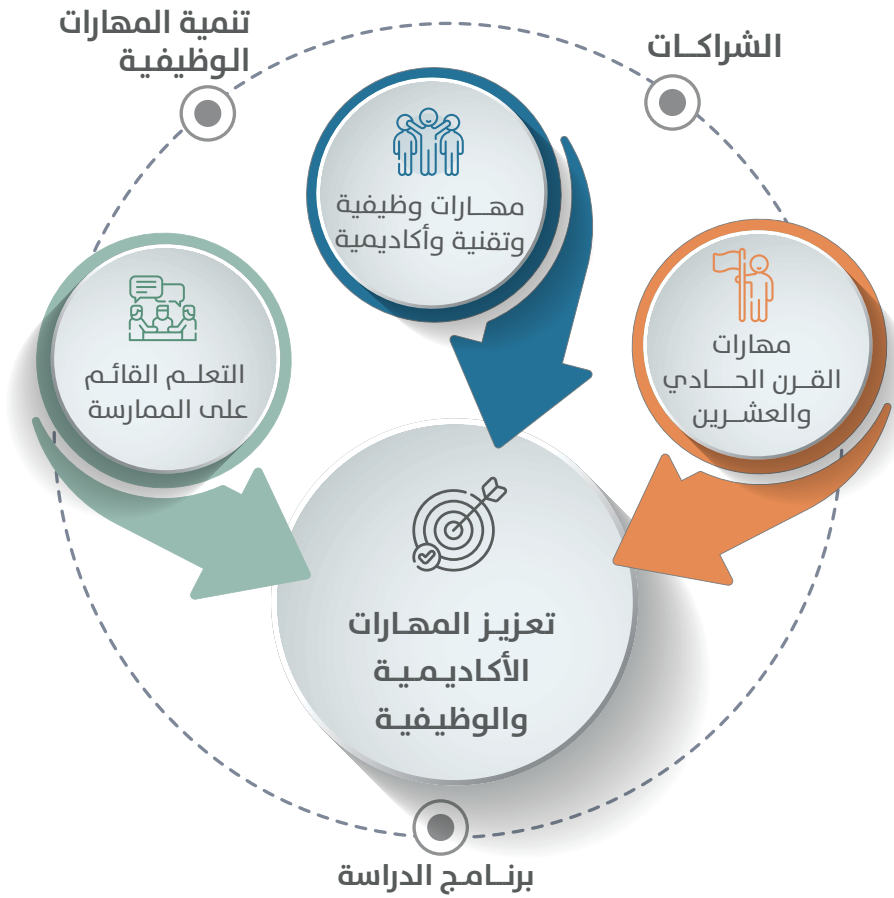 الشراكات
تنمية المهارات
الوظيفية
مهارات وظيفية
وتقنية وأكاديمية
مهارات
القرن الحادي
والعشرين
التعلم القائم
على الممارسة
تعزيز المهارات
الأكاديمية
والوظيفية
برنامج الدراسة